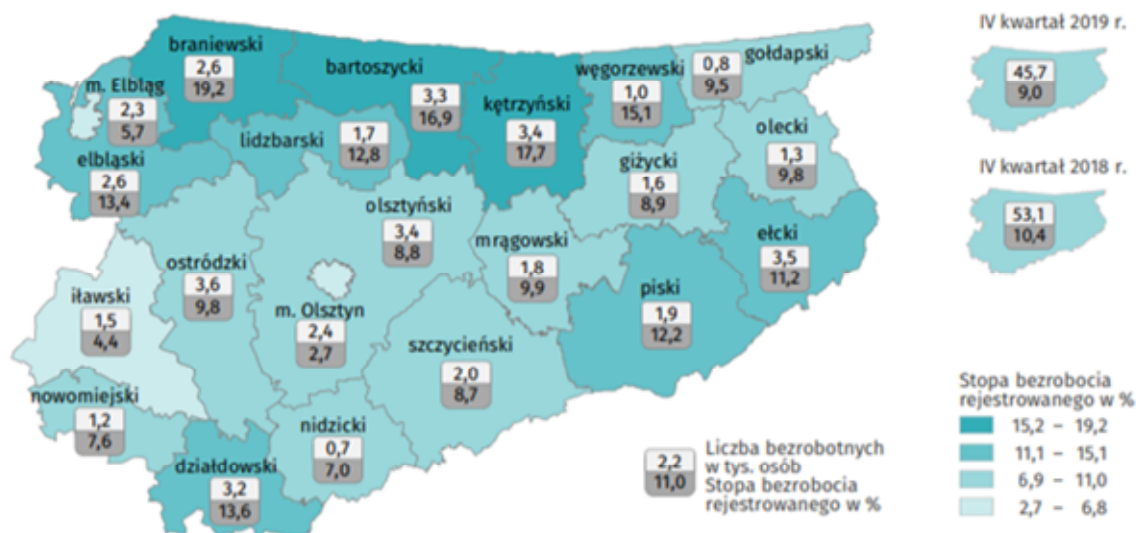 IV kwartał 2019 r.
45,7
9,0
IV kwartał 2018 r.
53,1
10,4
braniewski
2,6
19,2
bartoszycki
3,3
16,9
węgorzewski
1,0
15,1
gołdapski
0,8
9,5
m. Elbląg
2,3
5,7
kętrzyński
3,4
17,7
lidzbarski
1,7
12,8
olecki
1,3
9,8
elbląski
2,6
13,4
giżycki
1,6
8,9
olsztyński
3,4
8,8
mrągowski
1,8
9,9
ełcki
3,5
11,2
ostródzki
3,6
9,8
iławski
1,5
4,4
m. Olsztyn
2,4
2,7
piski
1,9
12,2
szczycieński
2,0
8,7
nowomiejski
1,2
7,6
nidzicki
0,7
7,0
działdowski
3,2
13,6
2,2
11,0
Liczba bezrobotnych
w tys. osób
Stopa bezrobocia
rejestrowanego w %
Stopa bezrobocia
rejestrowanego w %
15,2 – 19,2
11,1 – 15,1
6,9 – 11,0
2,7 – 6,8